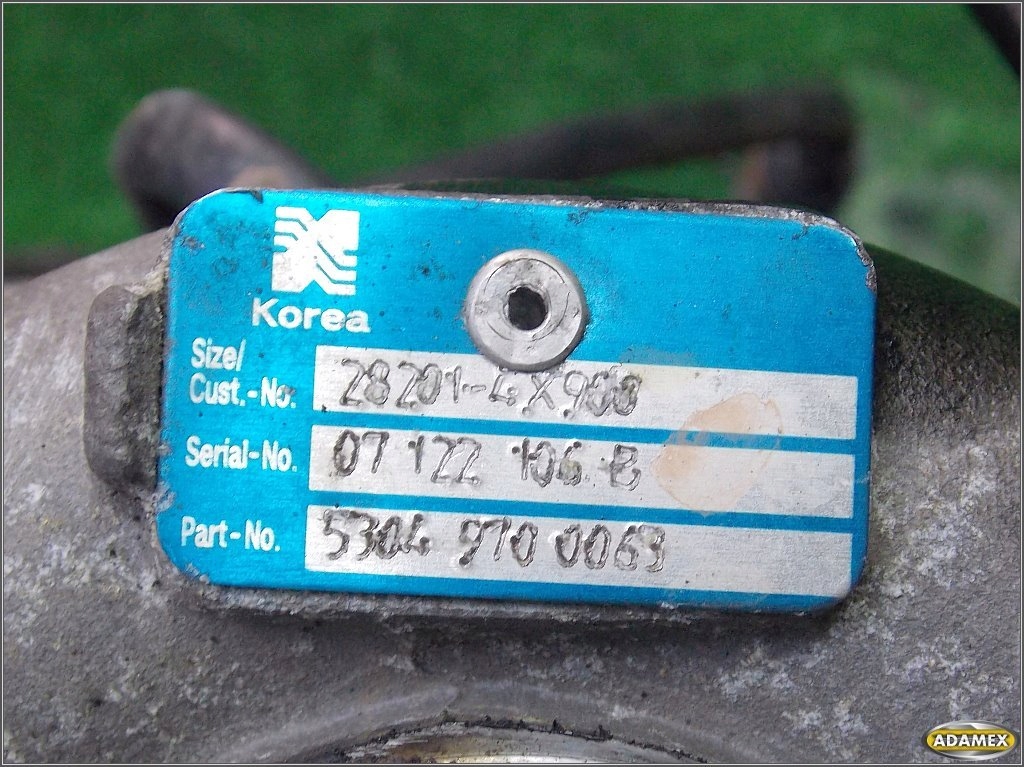 Korea
Size/
Cust.-No. 28201-4X900
Serial-No. 07 122 106 B
Part-No. 5304 970 0063
ADAMEX